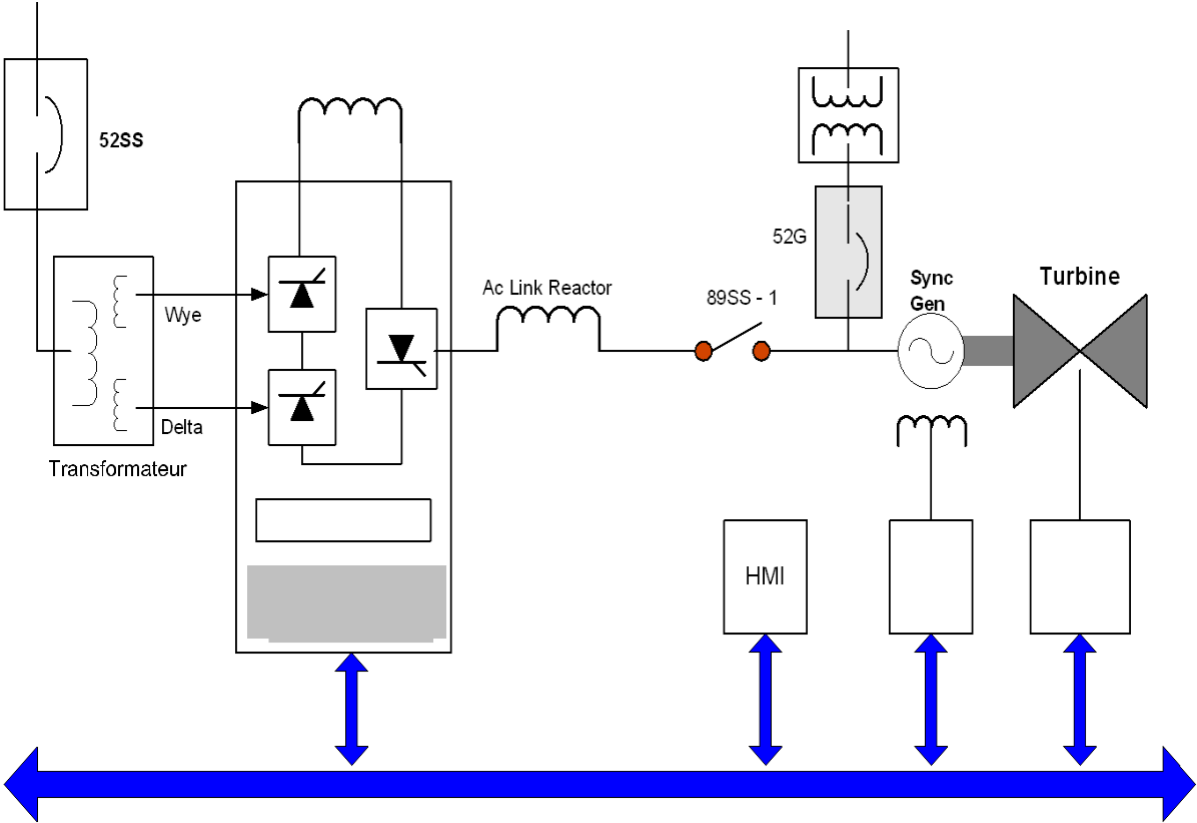 52SS
52G
Sync
Gen
Turbine
Ac Link Reactor
89SS - 1
Wye
Delta
Transformateur
HMI